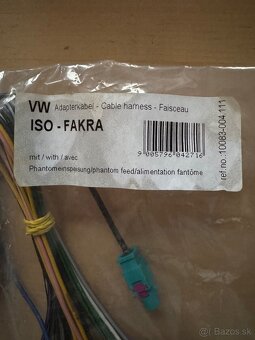 VW Adapterkabel - Cable harness - Faisceau
ISO - FAKRA
mit / with / avec
Phantomeinspeisung/phantom feed/alimentation fantôme
9 005796 042716
ref no.:10083-004 111
bazos.sk